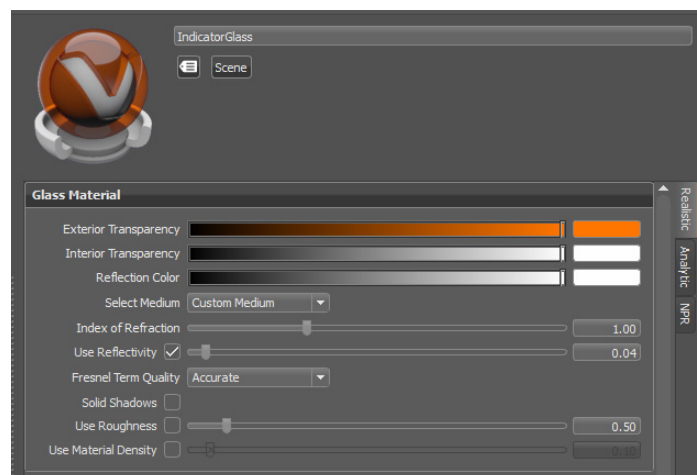 IndicatorGlass
Scene
Glass Material
Exterior Transparency
Interior Transparency
Reflection Color
Select Medium Custom Medium
Index of Refraction 1.00
Use Reflectivity 0.04
Fresnel Term Quality Accurate
Solid Shadows
Use Roughness 0.50
Use Material Density 0.10
Realistic
Analytic
NPR